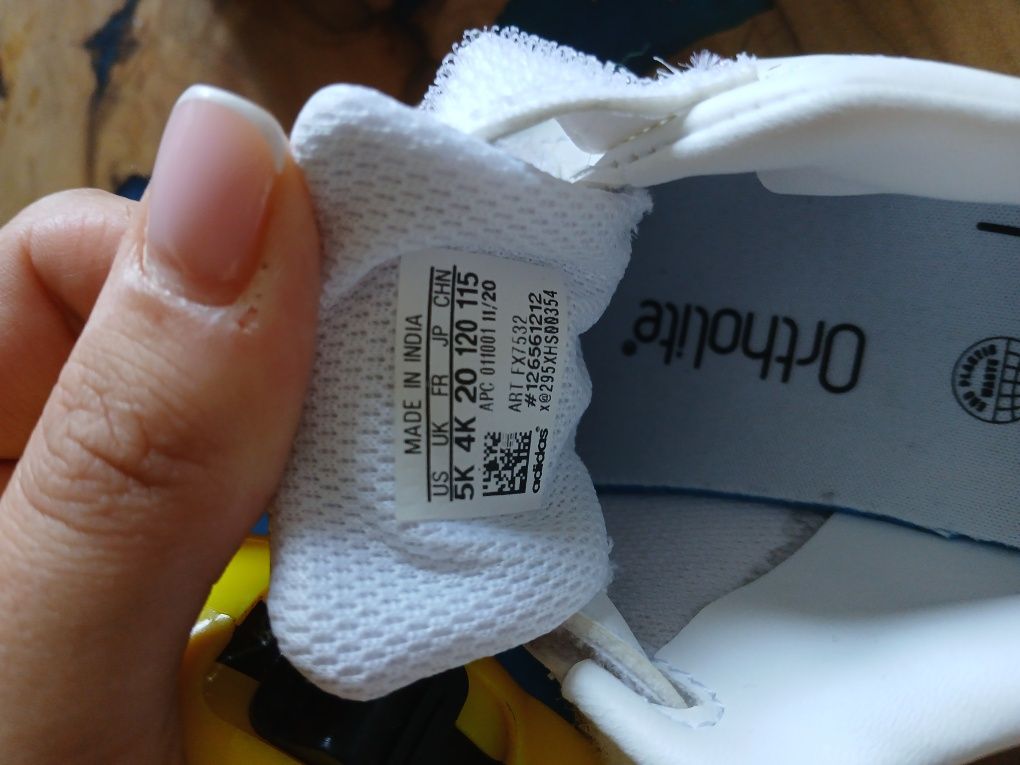 MADE IN INDIA
US UK FR JP CHN
5K 4K 20 120 115
APC 011001 11/20
ART FX7532
#126561212
x@295XHS00354
adidas
Ortholite